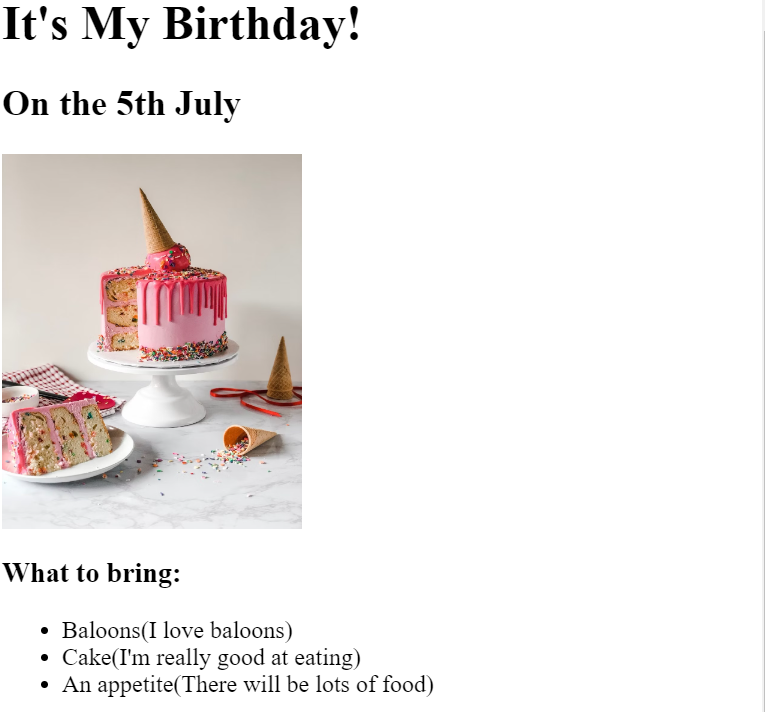 It's My Birthday!
On the 5th July
What to bring:
Baloons(I love baloons)
Cake(I'm really good at eating)
An appetite(There will be lots of food)